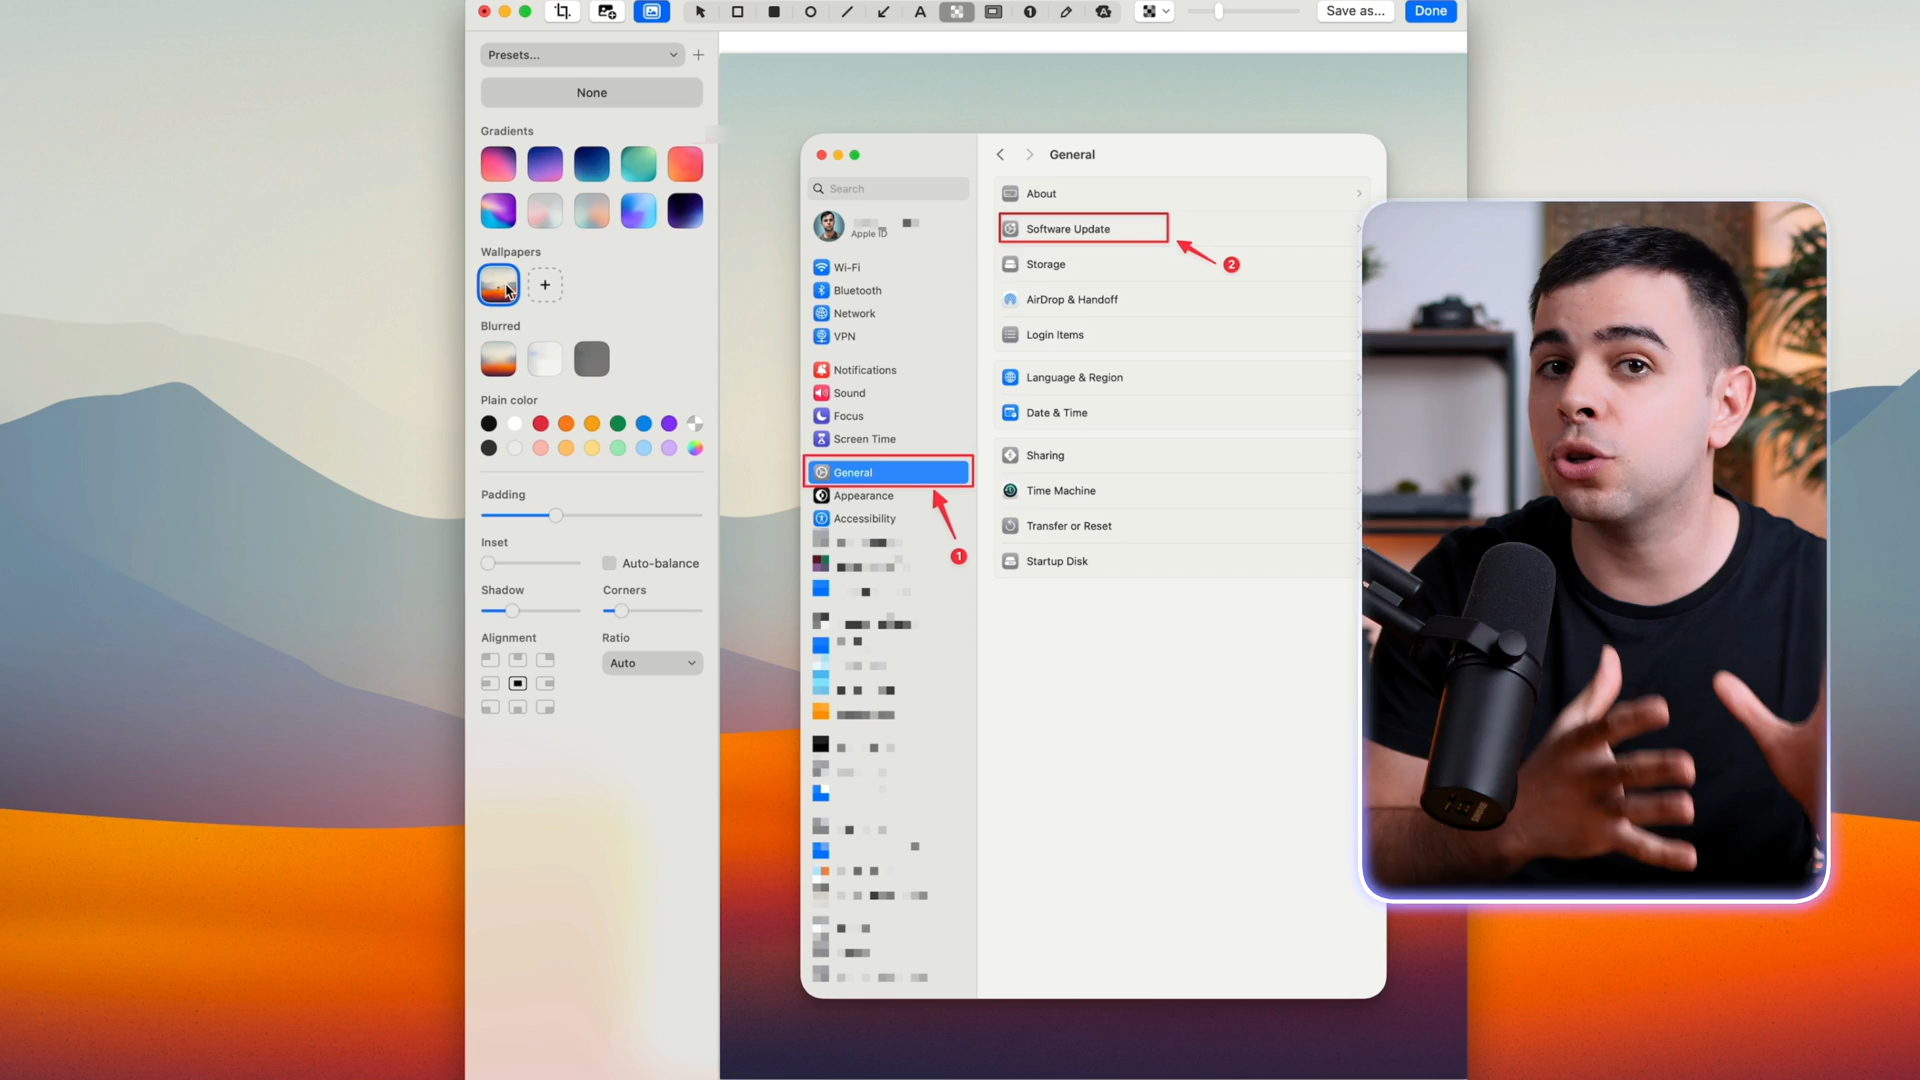 A
1
Save as...
Done
Presets...
None
Gradients
Wallpapers
Blurred
Plain color
Padding
Inset
Auto-balance
Shadow
Corners
Alignment
Ratio
Auto
Search
Apple ID
Wi-Fi
Bluetooth
Network
VPN
Notifications
Sound
Focus
Screen Time
General
Appearance
Accessibility
1
General
About
Software Update
2
Storage
AirDrop & Handoff
Login Items
Language & Region
Date & Time
Sharing
Time Machine
Transfer or Reset
Startup Disk